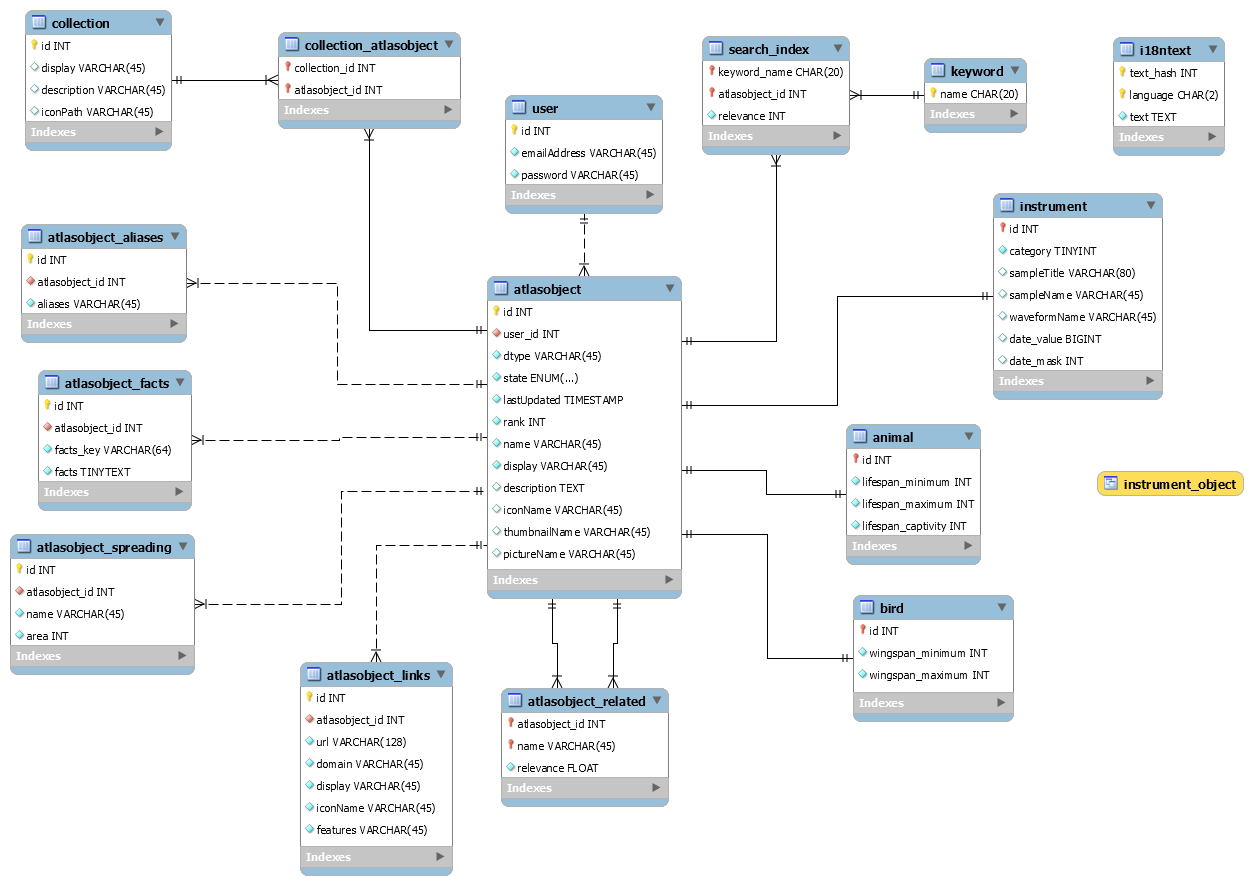 collection
id INT
display VARCHAR(45)
description VARCHAR(45)
iconPath VARCHAR(45)
Indexes
collection_atlasobject
collection_id INT
atlasobject_id INT
Indexes
user
id INT
emailAddress VARCHAR(45)
password VARCHAR(45)
Indexes
search_index
keyword_name CHAR(20)
atlasobject_id INT
relevance INT
Indexes
keyword
name CHAR(20)
Indexes
i18ntext
text_hash INT
language CHAR(2)
text TEXT
Indexes
atlasobject_aliases
id INT
atlasobject_id INT
aliases VARCHAR(45)
Indexes
atlasobject_facts
id INT
atlasobject_id INT
facts_key VARCHAR(64)
facts TINYTEXT
Indexes
atlasobject_spreading
id INT
atlasobject_id INT
name VARCHAR(45)
area INT
Indexes
atlasobject
id INT
user_id INT
dtype VARCHAR(45)
state ENUM(...)
lastUpdated TIMESTAMP
rank INT
name VARCHAR(45)
display VARCHAR(45)
description TEXT
iconName VARCHAR(45)
thumbnailName VARCHAR(45)
pictureName VARCHAR(45)
Indexes
instrument
id INT
category TINYINT
sampleTitle VARCHAR(80)
sampleName VARCHAR(45)
waveformName VARCHAR(45)
date_value BIGINT
date_mask INT
Indexes
animal
id INT
lifespan_minimum INT
lifespan_maximum INT
lifespan_captivity INT
Indexes
instrument_object
bird
id INT
wingspan_minimum INT
wingspan_maximum INT
Indexes
atlasobject_links
id INT
atlasobject_id INT
url VARCHAR(128)
domain VARCHAR(45)
display VARCHAR(45)
iconName VARCHAR(45)
features VARCHAR(45)
Indexes
atlasobject_related
atlasobject_id INT
name VARCHAR(45)
relevance FLOAT
Indexes